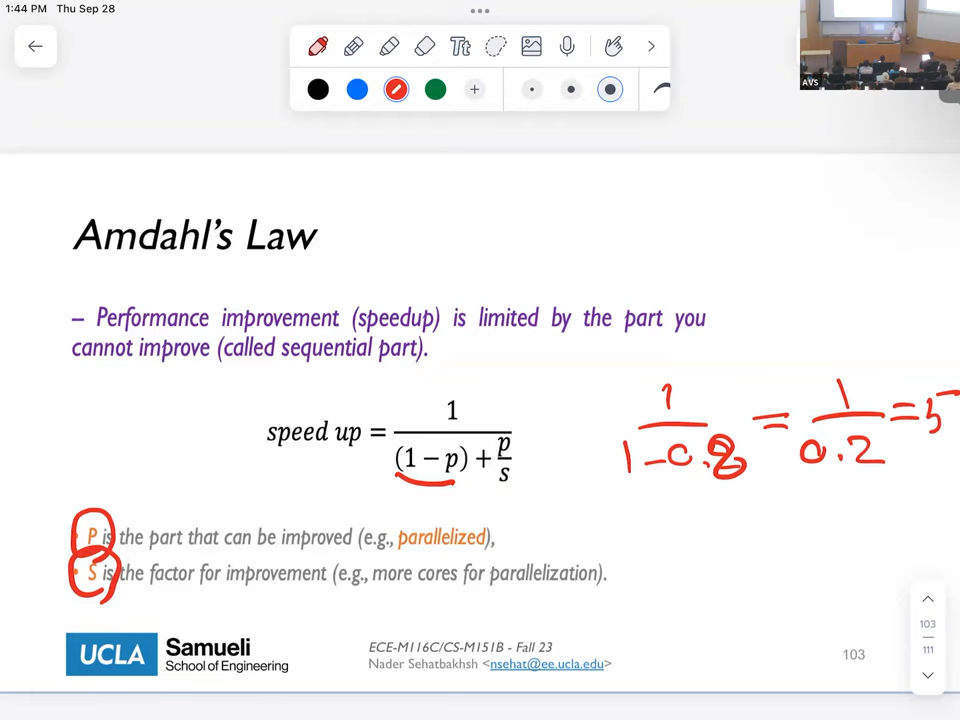 1:44 PM Thu Sep 28
Tt
AVS
Amdahl's Law
– Performance improvement (speedup) is limited by the part you
cannot improve (called sequential part).
speed up = 1 / ((1 − p) + p/s)
1 / (1-0.8) = 1 / 0.2 = 5
• P is the part that can be improved (e.g., parallelized),
• S is the factor for improvement (e.g., more cores for parallelization).
UCLA Samueli
School of Engineering
ECE-M116C/CS-M151B - Fall 23
Nader Sehatbakhsh <nsehat@ee.ucla.edu>
103
103
111